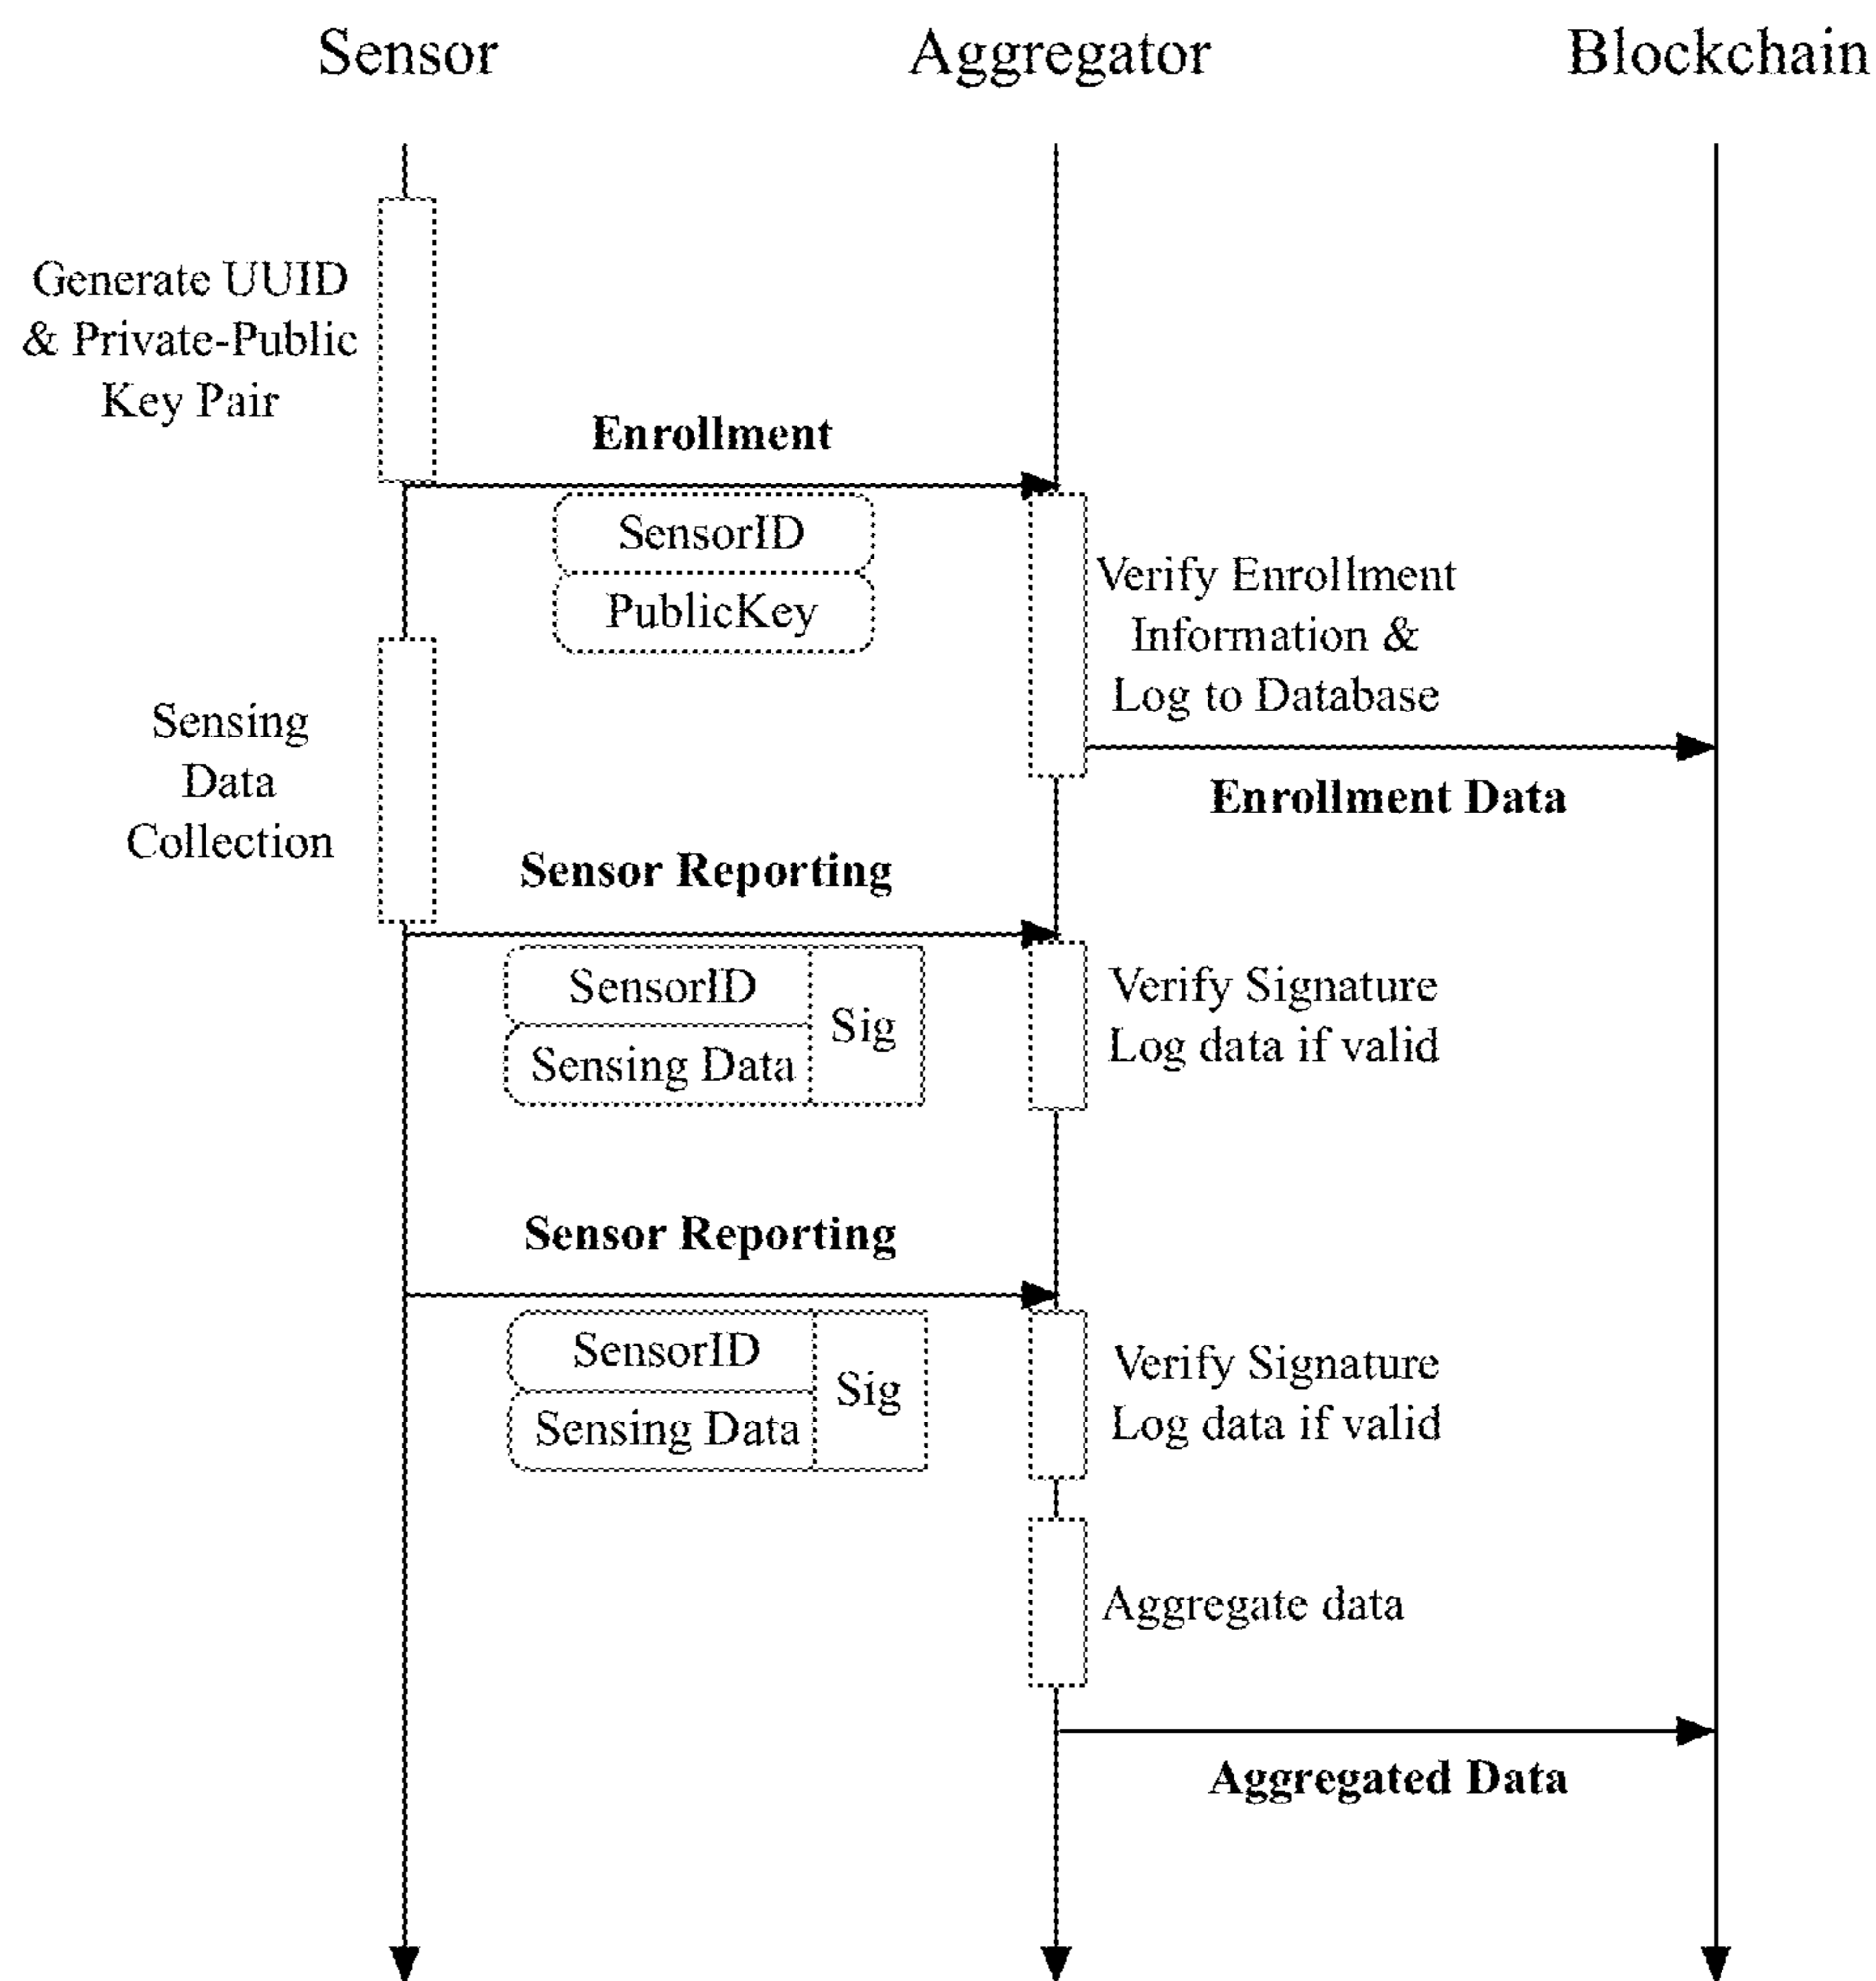 Sensor
Aggregator
Blockchain
Generate UUID
& Private-Public
Key Pair
Enrollment
SensorID
PublicKey
Verify Enrollment
Information &
Log to Database
Enrollment Data
Sensing
Data
Collection
Sensor Reporting
SensorID
Sensing Data
Sig
Verify Signature
Log data if valid
Sensor Reporting
SensorID
Sensing Data
Sig
Verify Signature
Log data if valid
Aggregate data
Aggregated Data